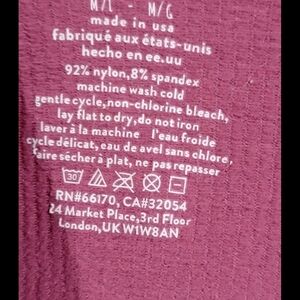 M/L - M/G
made in usa
fabriqué aux états-unis
hecho en ee.uu
92% nylon,8% spandex
machine wash cold
gentle cycle,non-chlorine bleach,
lay flat to dry,do not iron
laver à la machine l'eau froide
cycle délicat, eau de avel sans chlore,
faire sécher à plat, ne pas repasser
30
RN#66170, CA#32054
24 Market Place,3rd Floor
London,UK W1W8AN